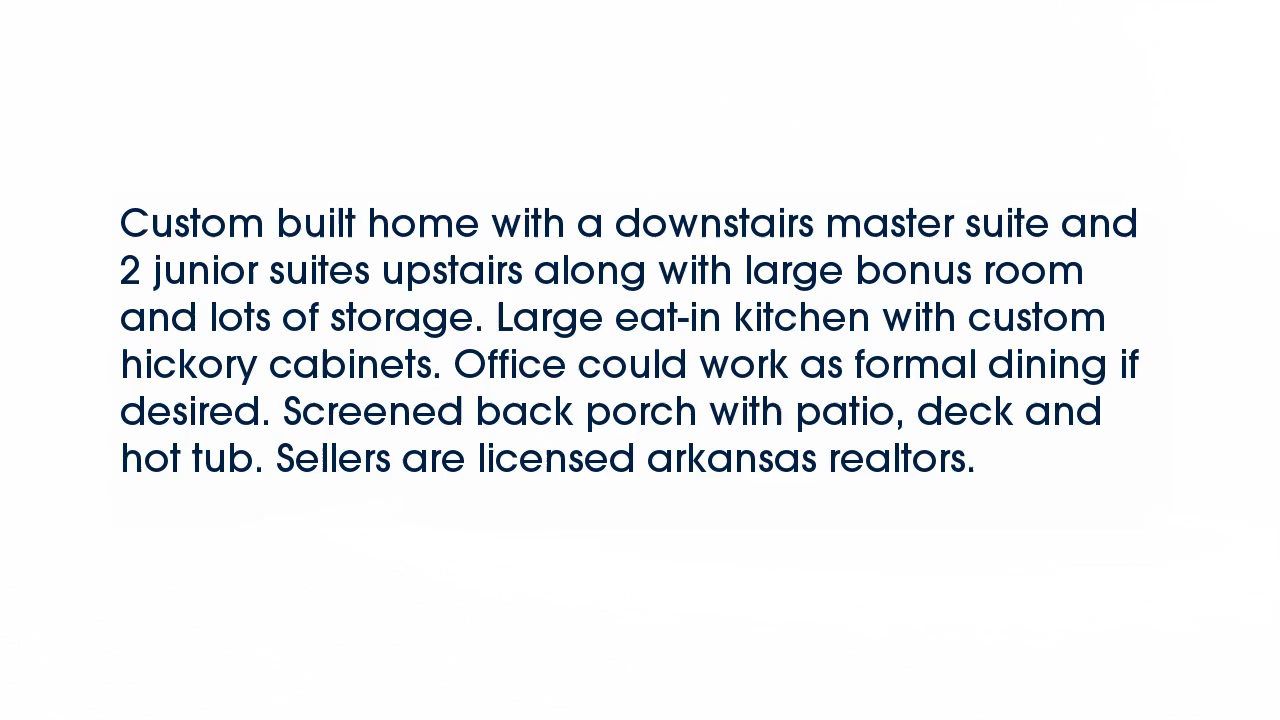 Custom built home with a downstairs master suite and
2 junior suites upstairs along with large bonus room
and lots of storage. Large eat-in kitchen with custom
hickory cabinets. Office could work as formal dining if
desired. Screened back porch with patio, deck and
hot tub. Sellers are licensed arkansas realtors.